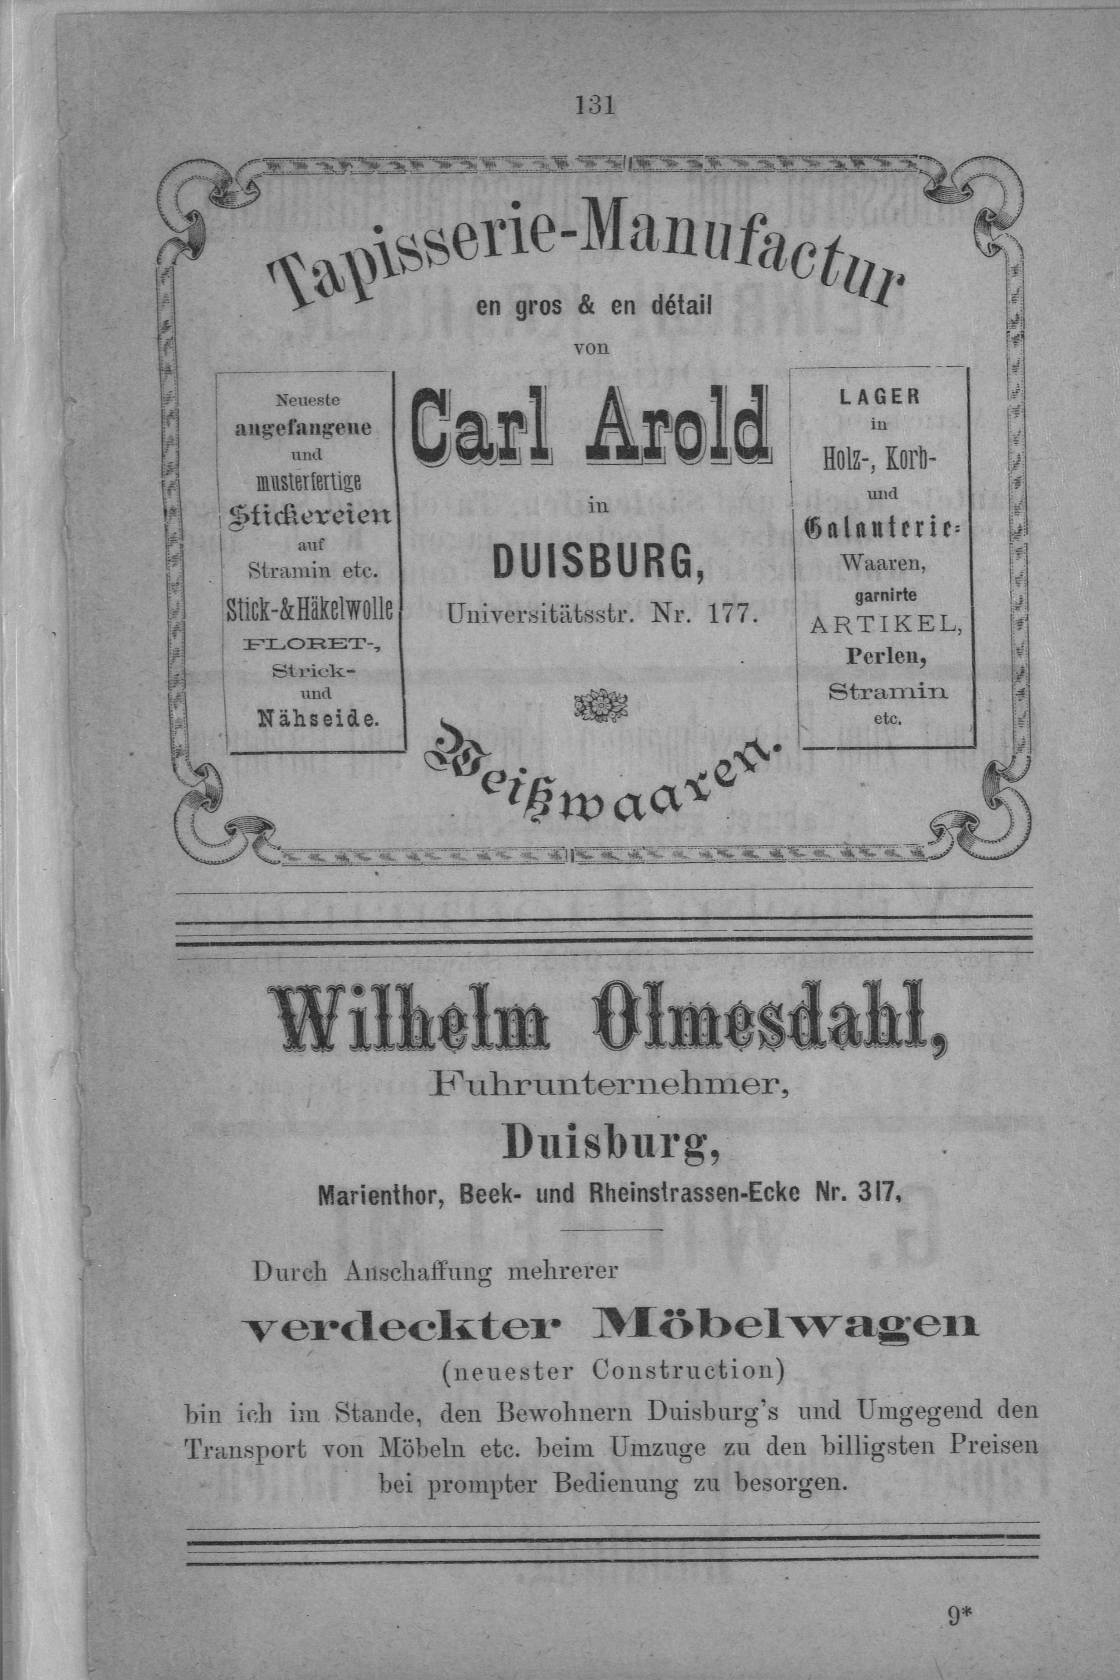 131
Tapisserie-Manufactur
en gros & en détail
von
Carl Arold
in
DUISBURG,
Universitätsstr. Nr. 177.
Neueste
angefangene
und
musterfertige
Stickereien
auf
Stramin etc.
Stick-&Häkelwolle
FLORET-,
Strick-
und
Nähseide.
LAGER
in
Holz-, Korb-
und
Galanterie-
Waaren,
garnirte
ARTIKEL,
Perlen,
Stramin
etc.
Weißwaaren.
Wilhelm Olmesdahl,
Fuhrunternehmer,
Duisburg,
Marienthor, Beek- und Rheinstrassen-Ecke Nr. 317,
Durch Anschaffung mehrerer
verdeckter Möbelwagen
(neuester Construction)
bin ich im Stande, den Bewohnern Duisburg's und Umgegend den
Transport von Möbeln etc. beim Umzuge zu den billigsten Preisen
bei prompter Bedienung zu besorgen.
9*